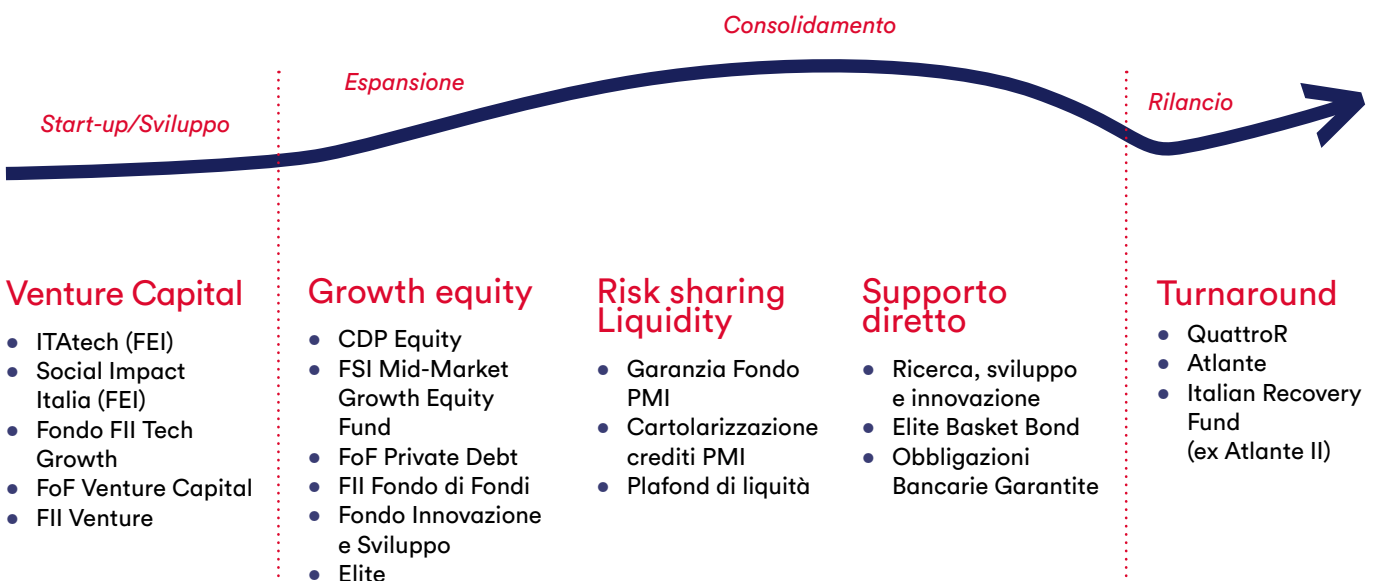 Consolidamento
Espansione
Rilancio
Start-up/Sviluppo
Venture Capital
• ITAtech (FEI)
• Social Impact
Italia (FEI)
• Fondo FII Tech
Growth
• FoF Venture Capital
• FII Venture
Growth equity
• CDP Equity
• FSI Mid-Market
Growth Equity
Fund
• FoF Private Debt
• FII Fondo di Fondi
• Fondo Innovazione
e Sviluppo
• Elite
Risk sharing
Liquidity
• Garanzia Fondo
PMI
• Cartolarizzazione
crediti PMI
• Plafond di liquità
Supporto
diretto
• Ricerca, sviluppo
e innovazione
• Elite Basket Bond
• Obbligazioni
Bancarie Garantite
Turnaround
• QuattroR
• Atlante
• Italian Recovery
Fund
(ex Atlante II)